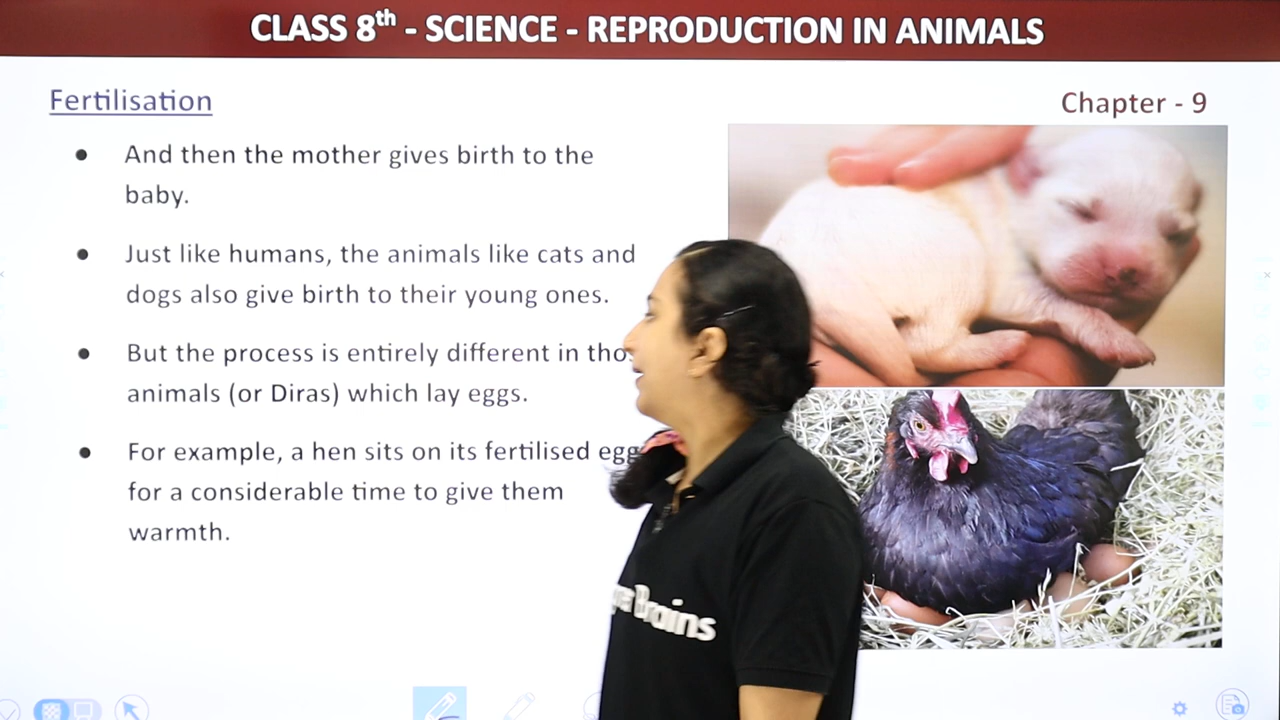 CLASS 8th - SCIENCE - REPRODUCTION IN ANIMALS
Fertilisation
Chapter - 9
● And then the mother gives birth to the
baby.
● Just like humans, the animals like cats and
dogs also give birth to their young ones.
● But the process is entirely different in
animals (or Diras) which lay eggs.
● For example, a hen sits on its fertilised
for a considerable time to give them
warmth.
Brains